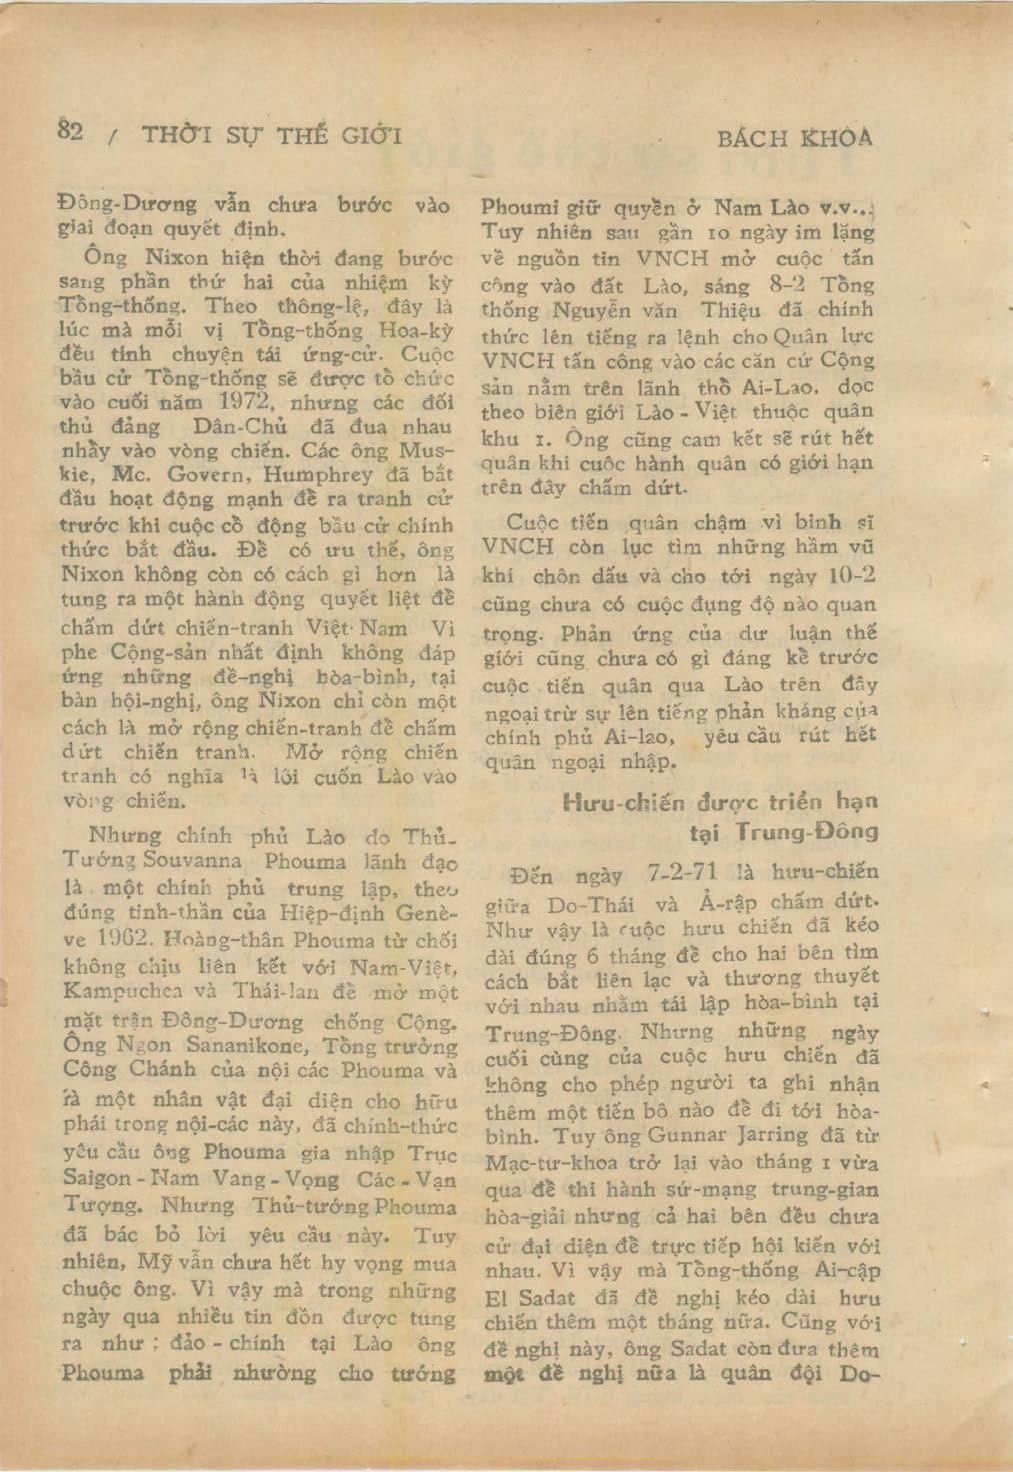 82 / THỜI SỰ THẾ GIỚI
BÁCH KHOA
Đông-Dương vẫn chưa bước vào
giai đoạn quyết định.
Ông Nixon hiện thời đang bước
sang phần thứ hai của nhiệm kỳ
Tổng-thống. Theo thông-lệ, đây là
lúc mà mỗi vị Tổng-thống Hoa-kỳ
đều tính chuyện tái ứng-cử. Cuộc
bầu cử Tổng-thống sẽ được tổ chức
vào cuối năm 1972, nhưng các đối
thủ đảng Dân-Chủ đã đua nhau
nhẩy vào vòng chiến. Các ông Mus-
kie, Mc. Govern, Humphrey đã bắt
đầu hoạt động mạnh để ra tranh cử
trước khi cuộc cổ động bầu cử chính
thức bắt đầu. Để có ưu thế, ông
Nixon không còn có cách gì hơn là
tung ra một hành động quyết liệt để
chấm dứt chiến-tranh Việt-Nam Vì
phe Cộng-sản nhất định không đáp
ứng những đề-nghị hòa-bình, tại
bàn hội-nghị, ông Nixon chỉ còn một
cách là mở rộng chiến-tranh để chấm
dứt chiến tranh. Mở rộng chiến
tranh có nghĩa là lôi cuốn Lào vào
vòng chiến.
Nhưng chính phủ Lào do Thủ-
Tướng Souvanna Phouma lãnh đạo
là một chính phủ trung lập, theo
đúng tinh-thần của Hiệp-định Genè-
ve 1962. Hoàng-thân Phouma từ chối
không chịu liên kết với Nam-Việt,
Kampuchea và Thái-lan để mở một
mặt trận Đông-Dương chống Cộng.
Ông Ngon Sananikone, Tổng trưởng
Công Chánh của nội các Phouma và
là một nhân vật đại diện cho hữu
phái trong nội-các này, đã chính-thức
yêu cầu ông Phouma gia nhập Trục
Saigon - Nam Vang - Vọng Các - Vạn
Tượng. Nhưng Thủ-tướng Phouma
đã bác bỏ lời yêu cầu này. Tuy
nhiên, Mỹ vẫn chưa hết hy vọng mua
chuộc ông. Vì vậy mà trong những
ngày qua nhiều tin đồn được tung
ra như : đảo - chính tại Lào ông
Phouma phải nhường cho tướng
Phoumi giữ quyền ở Nam Lào v.v...
Tuy nhiên sau gần 10 ngày im lặng
về nguồn tin VNCH mở cuộc tấn
công vào đất Lào, sáng 8-2 Tổng
thống Nguyễn văn Thiệu đã chính
thức lên tiếng ra lệnh cho Quân lực
VNCH tấn công vào các căn cứ Cộng
sản nằm trên lãnh thổ Ai-Lao, dọc
theo biên giới Lào - Việt thuộc quân
khu 1. Ông cũng cam kết sẽ rút hết
quân khi cuộc hành quân có giới hạn
trên đây chấm dứt.
Cuộc tiến quân chậm vì binh sĩ
VNCH còn lục tìm những hầm vũ
khí chôn dấu và cho tới ngày 10-2
cũng chưa có cuộc đụng độ nào quan
trọng. Phản ứng của dư luận thế
giới cũng chưa có gì đáng kể trước
cuộc tiến quân qua Lào trên đây
ngoại trừ sự lên tiếng phản kháng của
chính phủ Ai-lao, yêu cầu rút hết
quân ngoại nhập.
Hưu-chiến được triển hạn
tại Trung-Đông
Đến ngày 7-2-71 là hưu-chiến
giữa Do-Thái và Ả-rập chấm dứt.
Như vậy là cuộc hưu chiến đã kéo
dài đúng 6 tháng để cho hai bên tìm
cách bắt liên lạc và thương thuyết
với nhau nhằm tái lập hòa-bình tại
Trung-Đông. Nhưng những ngày
cuối cùng của cuộc hưu chiến đã
không cho phép người ta ghi nhận
thêm một tiến bộ nào để đi tới hòa-
bình. Tuy ông Gunnar Jarring đã từ
Mạc-tư-khoa trở lại vào tháng 1 vừa
qua để thi hành sứ-mạng trung-gian
hòa-giải nhưng cả hai bên đều chưa
cử đại diện để trực tiếp hội kiến với
nhau. Vì vậy mà Tổng-thống Ai-cập
El Sadat đã đề nghị kéo dài hưu
chiến thêm một tháng nữa. Cũng với
đề nghị này, ông Sadat còn đưa thêm
một đề nghị nữa là quân đội Do-